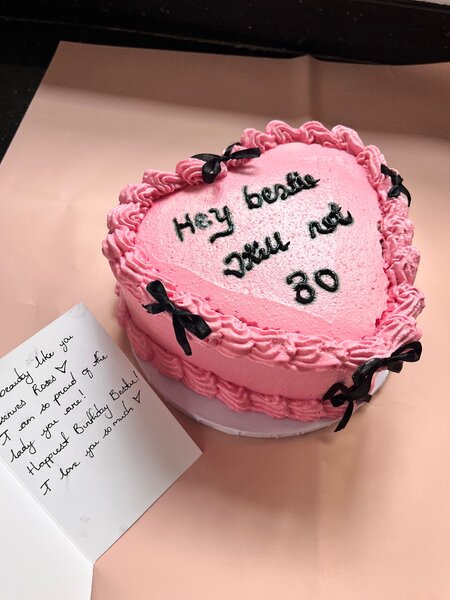 Hey bestie
Still not
30
beauty like you
serves Roses ♡
I am so proud of the
lady you are!
Happiest Birthday Bestie!
I love you so much ♡